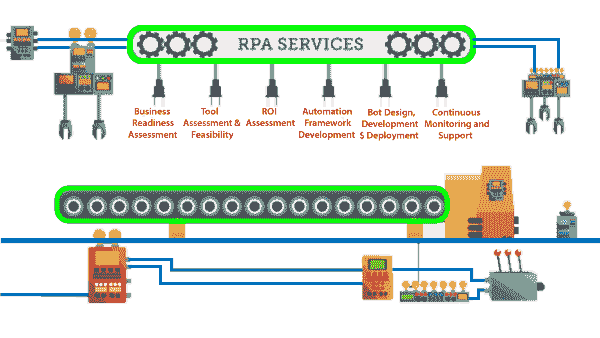 RPA SERVICES
Business
Readiness
Assessment
Tool
Assessment &
Feasibility
ROI
Assessment
Automation
Framework
Development
Bot Design,
Development
$ Deployment
Continuous
Monitoring and
Support